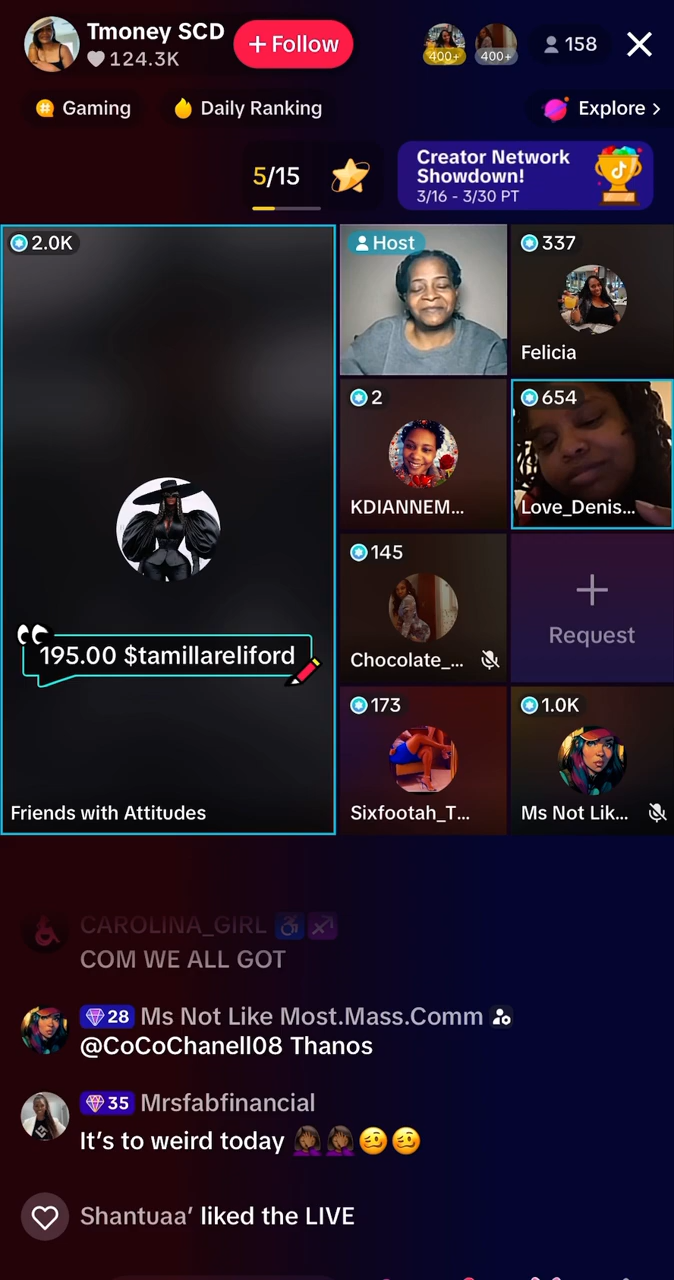 Tmoney SCD
+ Follow
124.3K
400+
400+
158
Gaming
Daily Ranking
Explore >
5/15
Creator Network
Showdown!
3/16 - 3/30 PT
2.0K
Host
337
Felicia
2
KDIANNEM...
654
Love_Denis...
145
Chocolate_...
Request
195.00 $tamillareliford
173
Sixfootah_T...
1.0K
Ms Not Lik...
Friends with Attitudes
CAROLINA_GIRL ♿ ♐
COM WE ALL GOT
28 Ms Not Like Most.Mass.Comm
@CoCoChanell08 Thanos
35 Mrsfabfinancial
It’s to weird today 🤦🏾‍♀️🤦🏾‍♀️🥴🥴
Shantuaa’ liked the LIVE